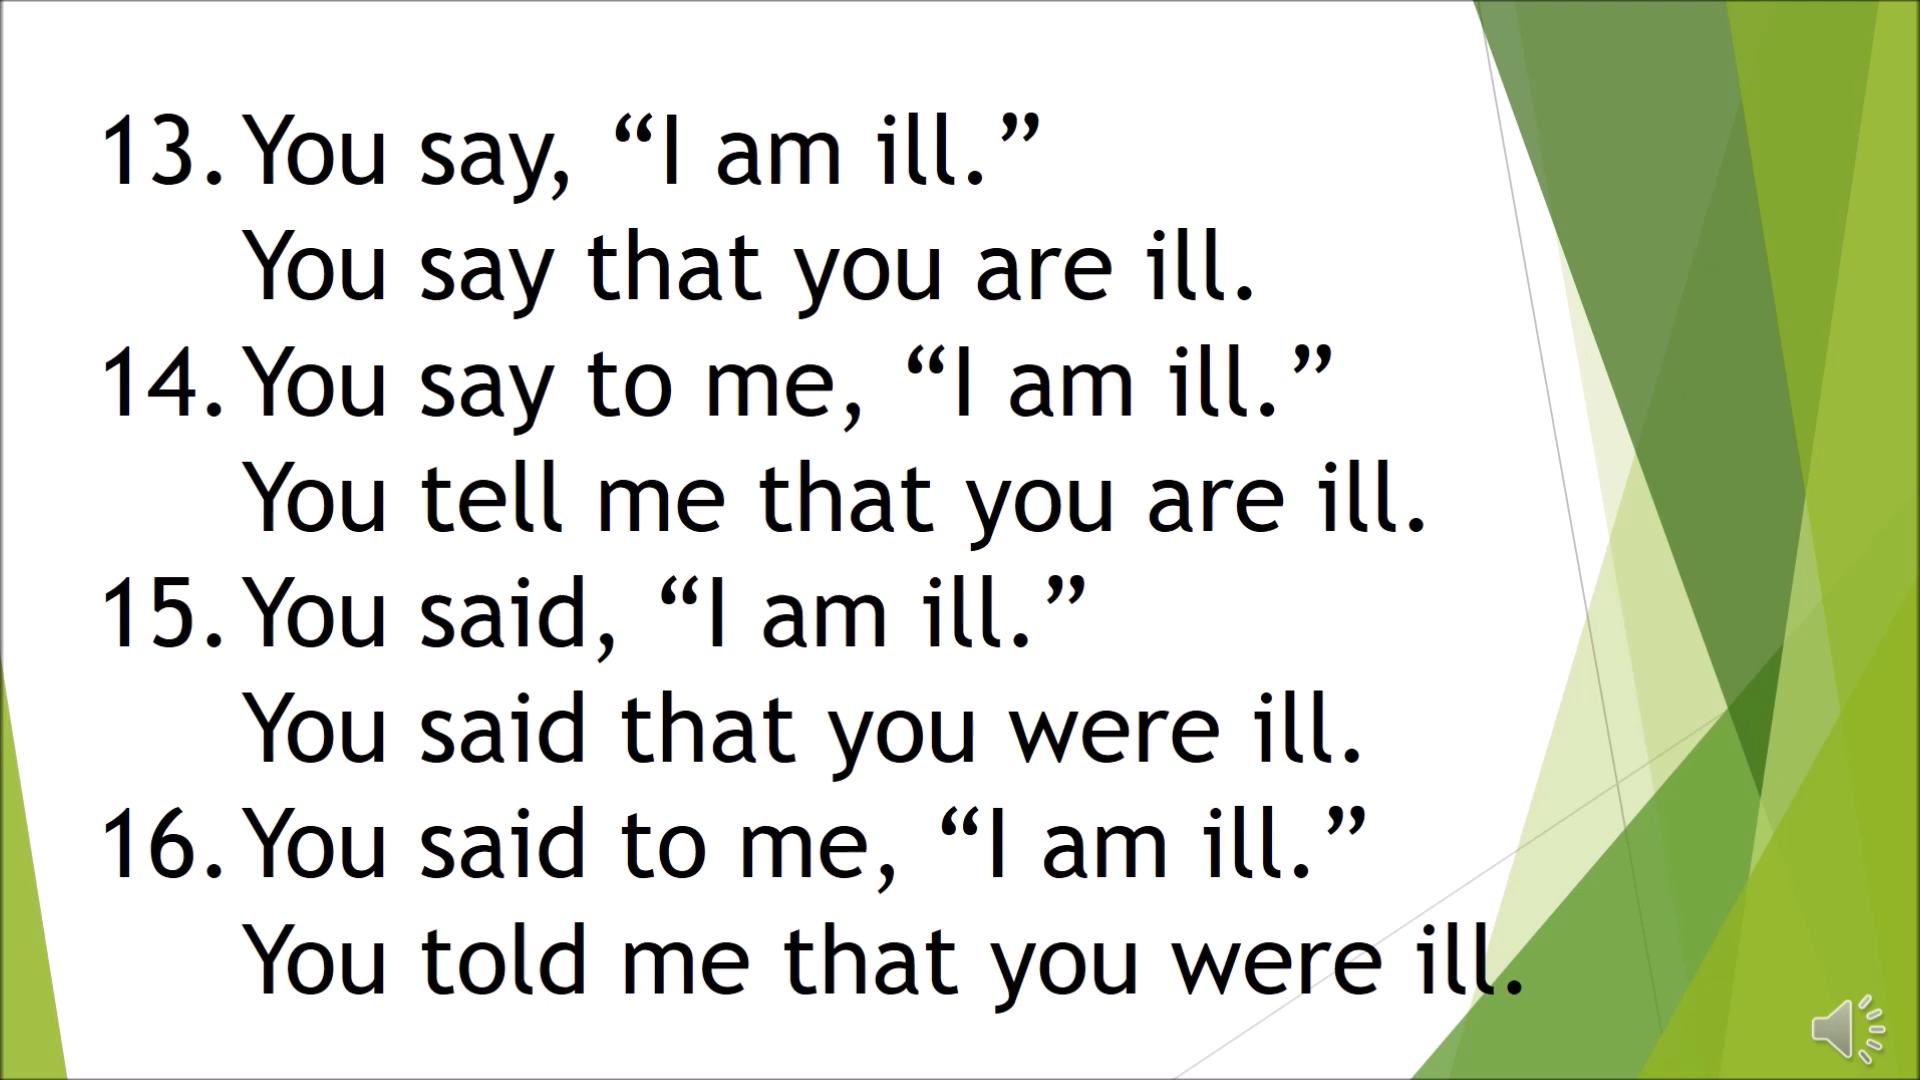 13. You say, “I am ill.”
You say that you are ill.
14. You say to me, “I am ill.”
You tell me that you are ill.
15. You said, “I am ill.”
You said that you were ill.
16. You said to me, “I am ill.”
You told me that you were ill.